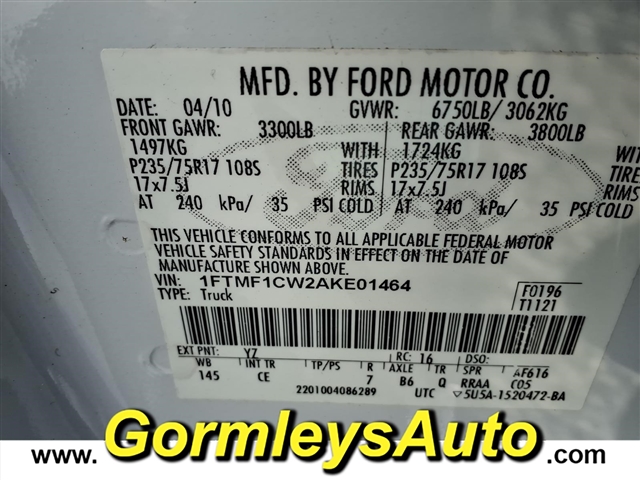 MFD. BY FORD MOTOR CO.
DATE: 04/10 GVWR: 6750LB/ 3062KG
FRONT GAWR: 3300LB REAR GAWR: 3800LB
1497KG WITH 1724KG WITH
P235/75R17 108S TIRES P235/75R17 108S TIRES
17x7.5J RIMS 17x7.5J RIMS
AT 240 kPa/ 35 PSI COLD AT 240 kPa/ 35 PSI COLD
THIS VEHICLE CONFORMS TO ALL APPLICABLE FEDERAL MOTOR
VEHICLE SAFETY STANDARDS IN EFFECT ON THE DATE OF
MANUFACTURE SHOWN ABOVE.
VIN: 1FTMF1CW2AKE01464 F0196
TYPE: Truck T1121
EXT PNT: YZ RC: 16 DSO:
WB INT TR TP/PS R AXLE TR SPR AF616
145 CE 7 B6 Q RRAA C05
2201004086289 UTC ▽5U5A-1520472-BA
www. GormleysAuto .com